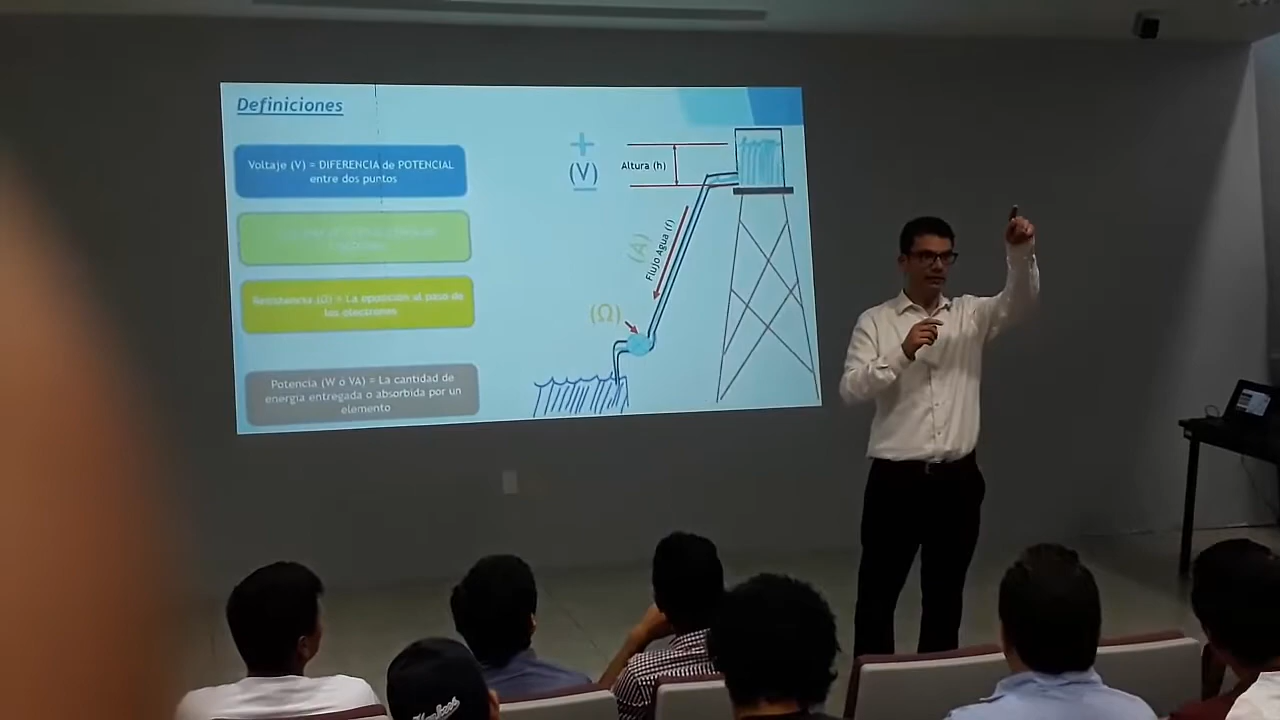 Definiciones
Voltaje (V) = DIFERENCIA de POTENCIAL
entre dos puntos
Resistencia (Ω) = La oposición al paso de
los electrones
Potencia (W o VA) = La cantidad de
energía entregada o absorbida por un
elemento
+
(V)
Altura (h)
(A)
Flujo Agua (f)
(Ω)